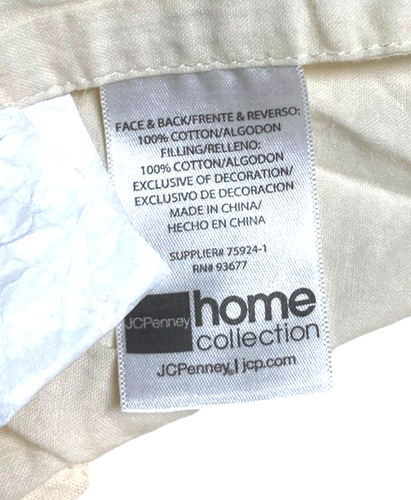 FACE & BACK/FRENTE & REVERSO:
100% COTTON/ALGODON
FILLING/RELLENO:
100% COTTON/ALGODON
EXCLUSIVE OF DECORATION/
EXCLUSIVO DE DECORACION
MADE IN CHINA/
HECHO EN CHINA
SUPPLIER# 75924-1
RN# 93677
JCPenney home
collection
JCPenney | jcp.com